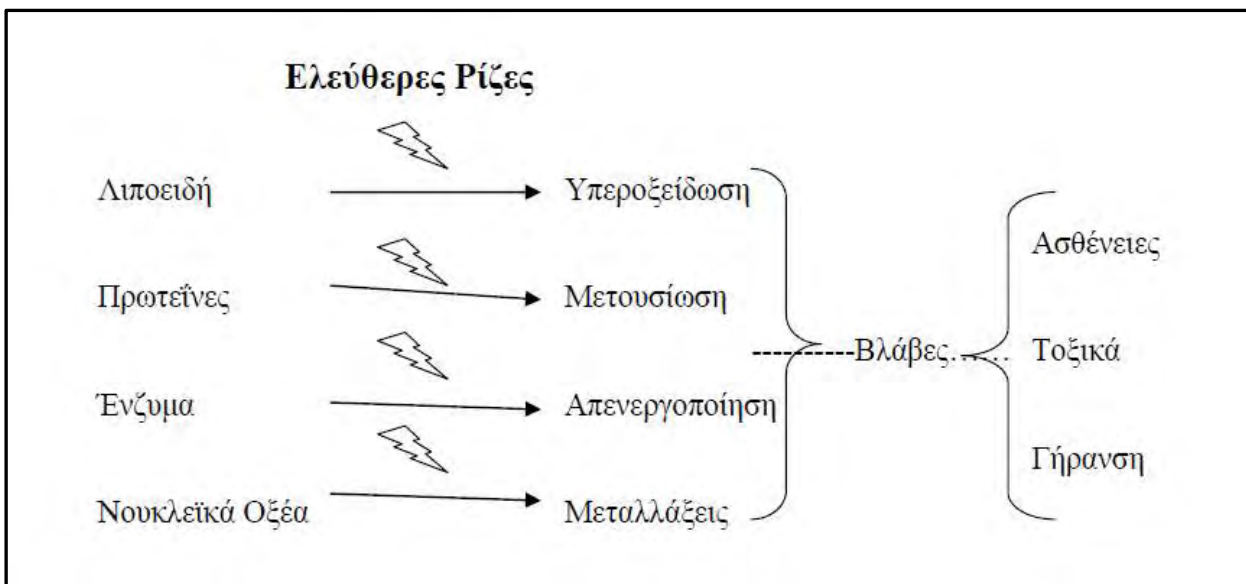 Ελεύθερες Ρίζες
Λιποειδή Υπεροξείδωση
Ασθένειες
Πρωτεΐνες Μετουσίωση
Βλάβες...... Τοξικά
Ένζυμα Απενεργοποίηση
Γήρανση
Νουκλεϊκά Οξέα Μεταλλάξεις